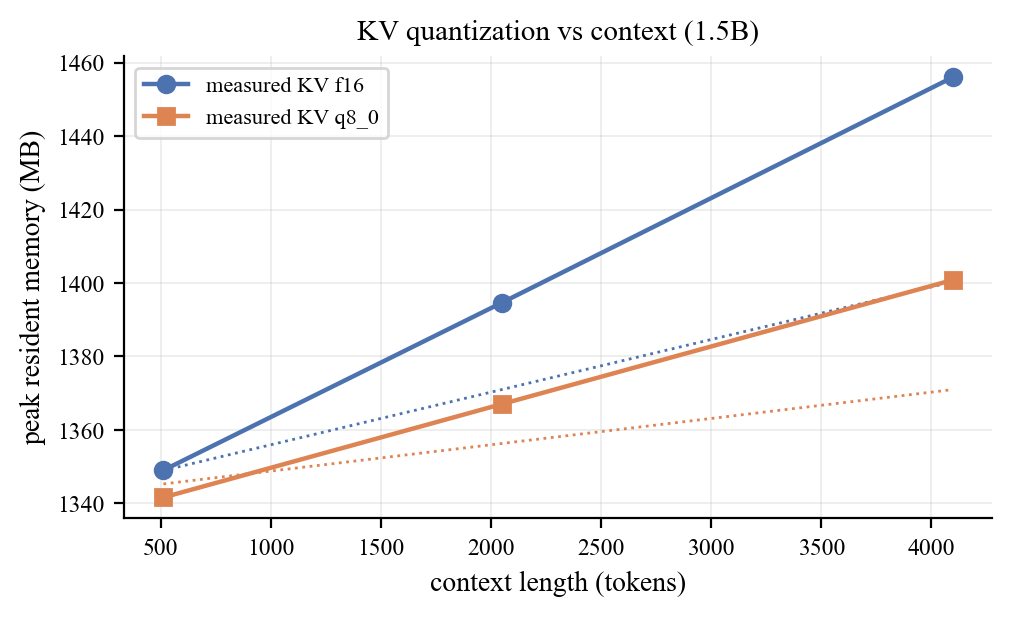 KV quantization vs context (1.5B)
measured KV f16
measured KV q8_0
peak resident memory (MB)
1460
1440
1420
1400
1380
1360
1340
500 1000 1500 2000 2500 3000 3500 4000
context length (tokens)